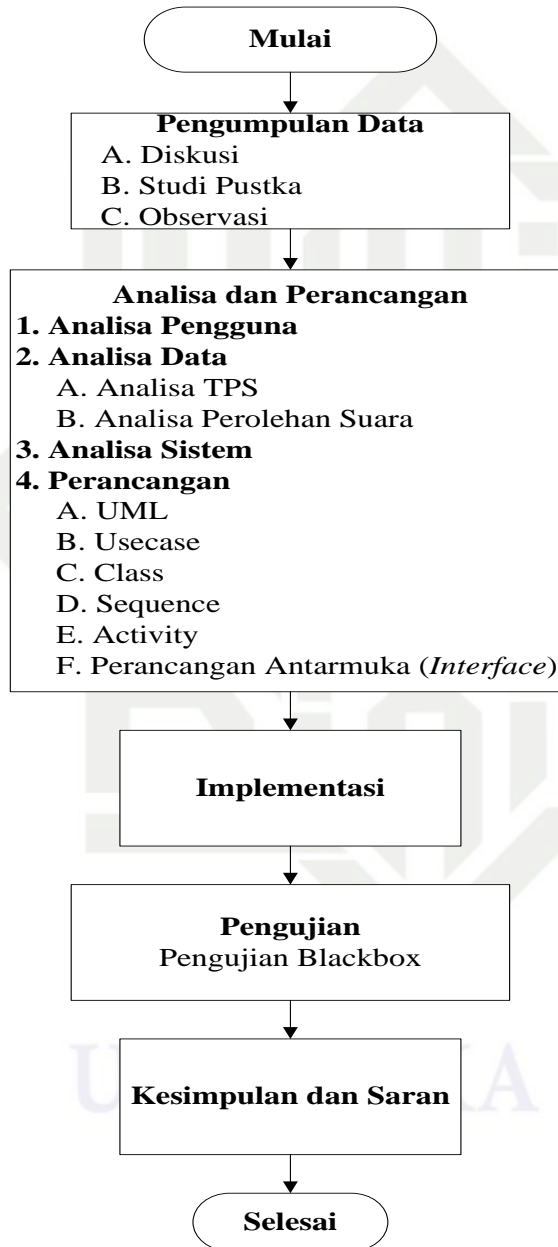 Mulai
Pengumpulan Data
A. Diskusi
B. Studi Pustka
C. Observasi
Analisa dan Perancangan
1. Analisa Pengguna
2. Analisa Data
A. Analisa TPS
B. Analisa Perolehan Suara
3. Analisa Sistem
4. Perancangan
A. UML
B. Usecase
C. Class
D. Sequence
E. Activity
F. Perancangan Antarmuka (Interface)
Implementasi
Pengujian
Pengujian Blackbox
Kesimpulan dan Saran
Selesai